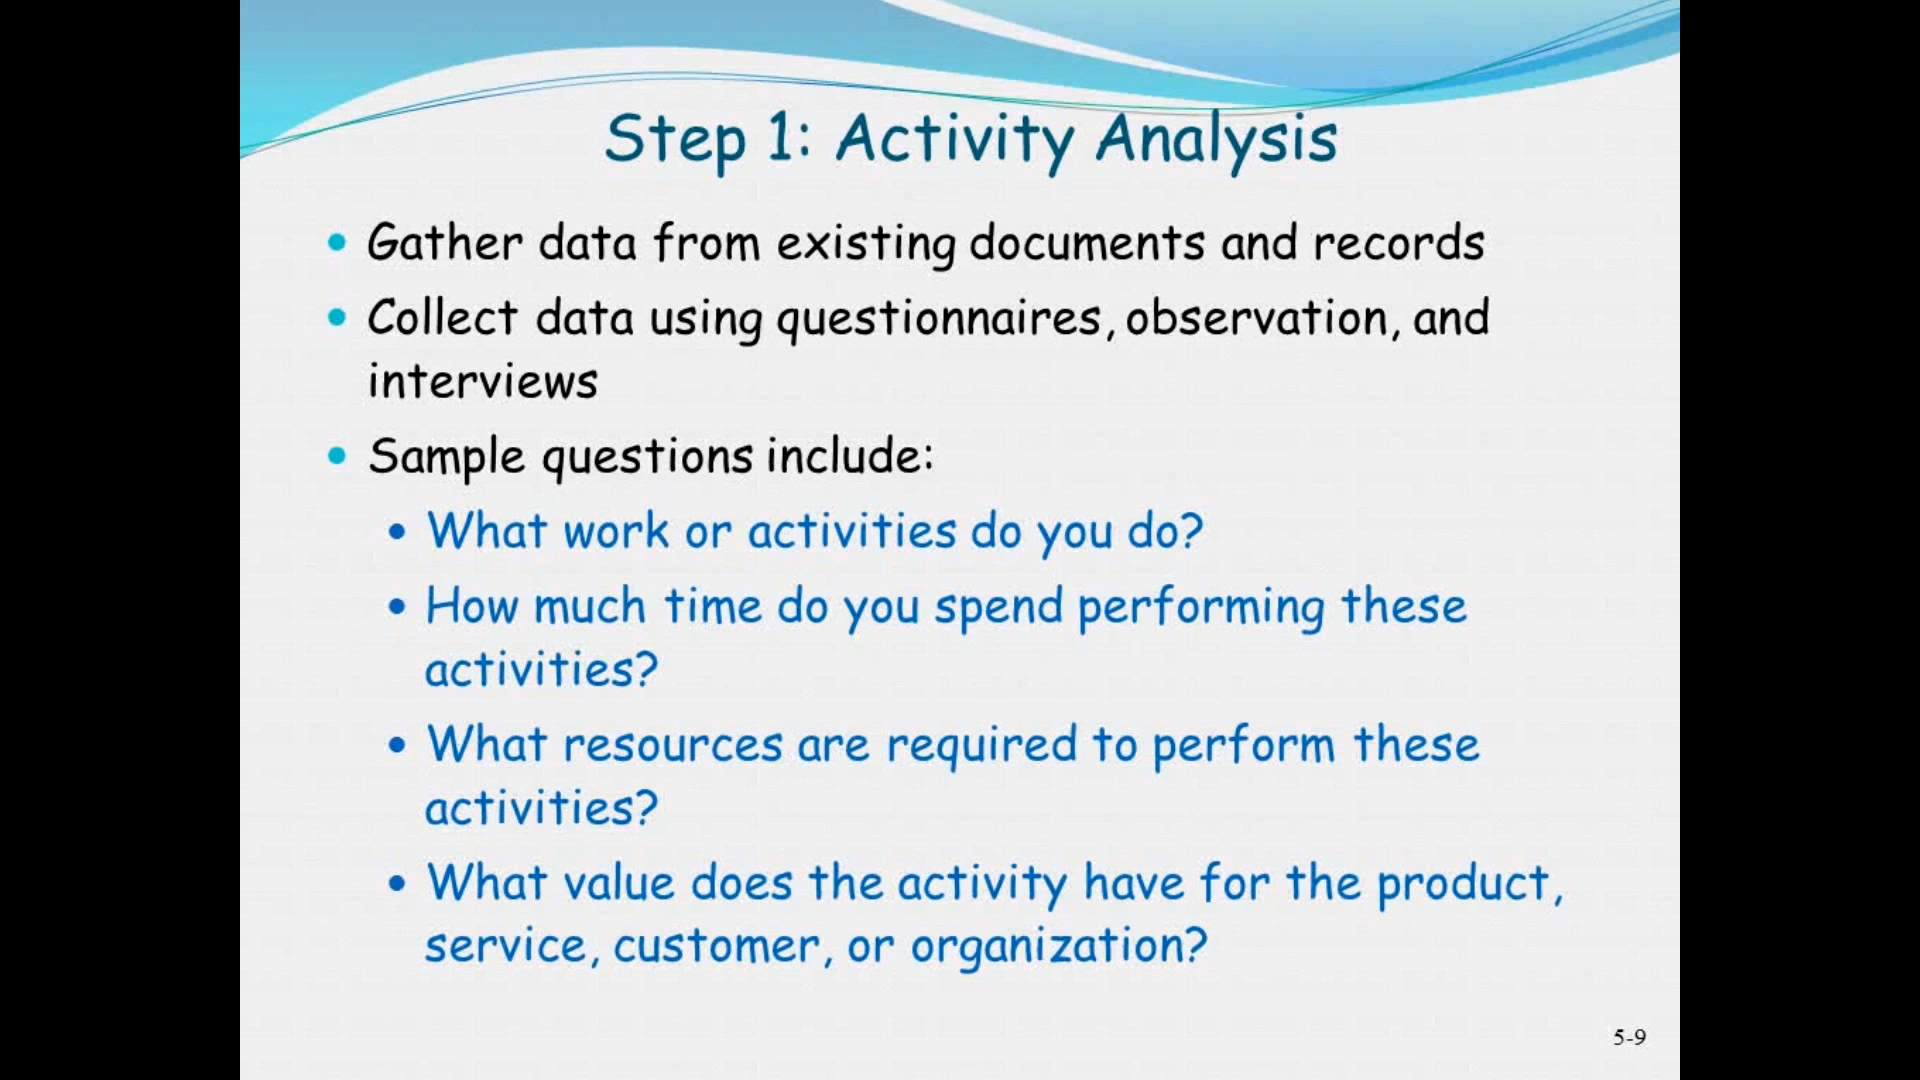 Step 1: Activity Analysis
• Gather data from existing documents and records
• Collect data using questionnaires, observation, and
interviews
• Sample questions include:
• What work or activities do you do?
• How much time do you spend performing these
activities?
• What resources are required to perform these
activities?
• What value does the activity have for the product,
service, customer, or organization?
5-9